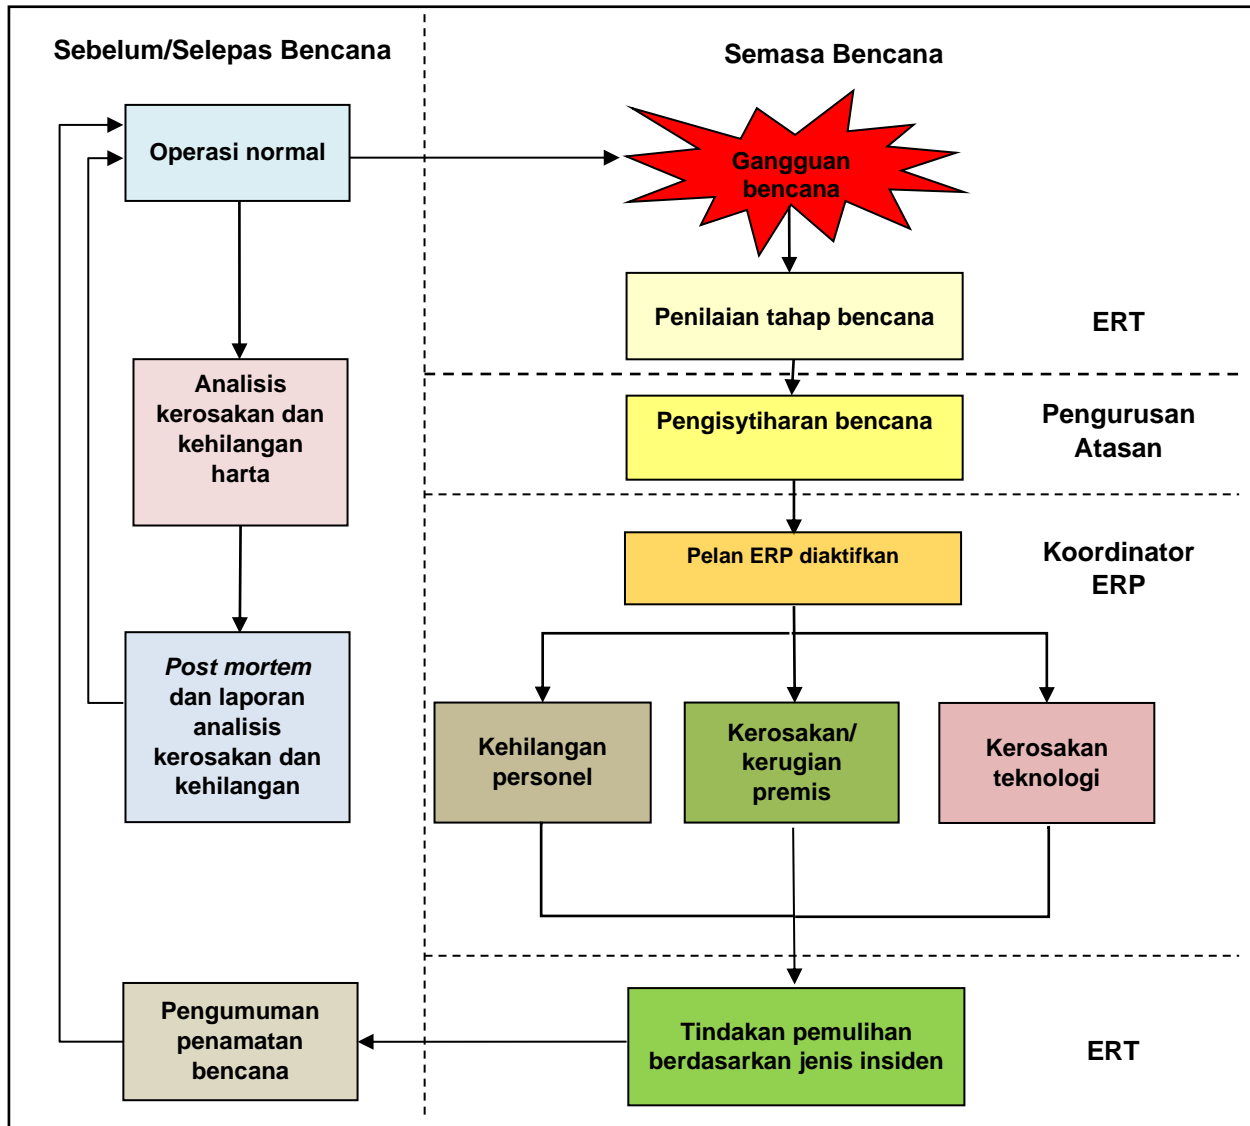 Sebelum/Selepas Bencana
Semasa Bencana
Operasi normal
Gangguan
bencana
Penilaian tahap bencana
ERT
Analisis
kerosakan dan
kehilangan
harta
Pengisytiharan bencana
Pengurusan
Atasan
Pelan ERP diaktifkan
Koordinator
ERP
Post mortem
dan laporan
analisis
kerosakan dan
kehilangan
Kehilangan
personel
Kerosakan/
kerugian
premis
Kerosakan
teknologi
Pengumuman
penamatan
bencana
Tindakan pemulihan
berdasarkan jenis insiden
ERT